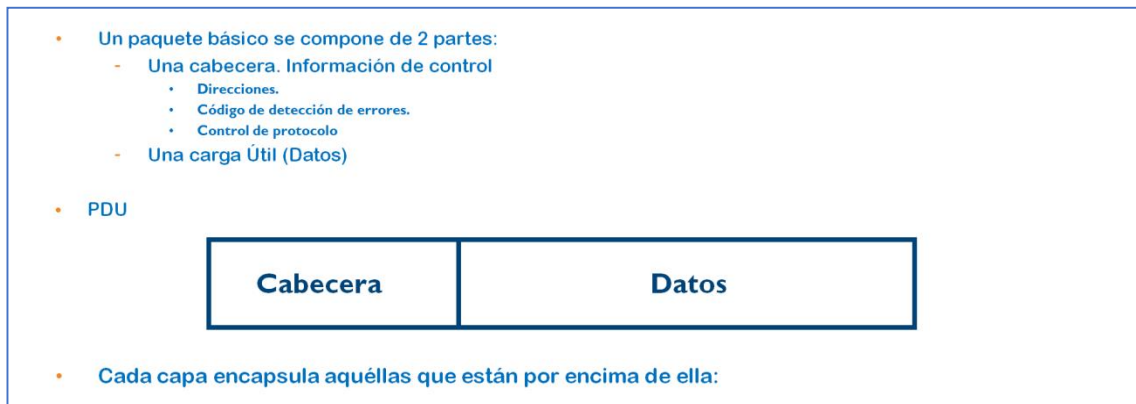 • Un paquete básico se compone de 2 partes:
- Una cabecera. Información de control
• Direcciones.
• Código de detección de errores.
• Control de protocolo
- Una carga Útil (Datos)
• PDU
Cabecera Datos
• Cada capa encapsula aquéllas que están por encima de ella: